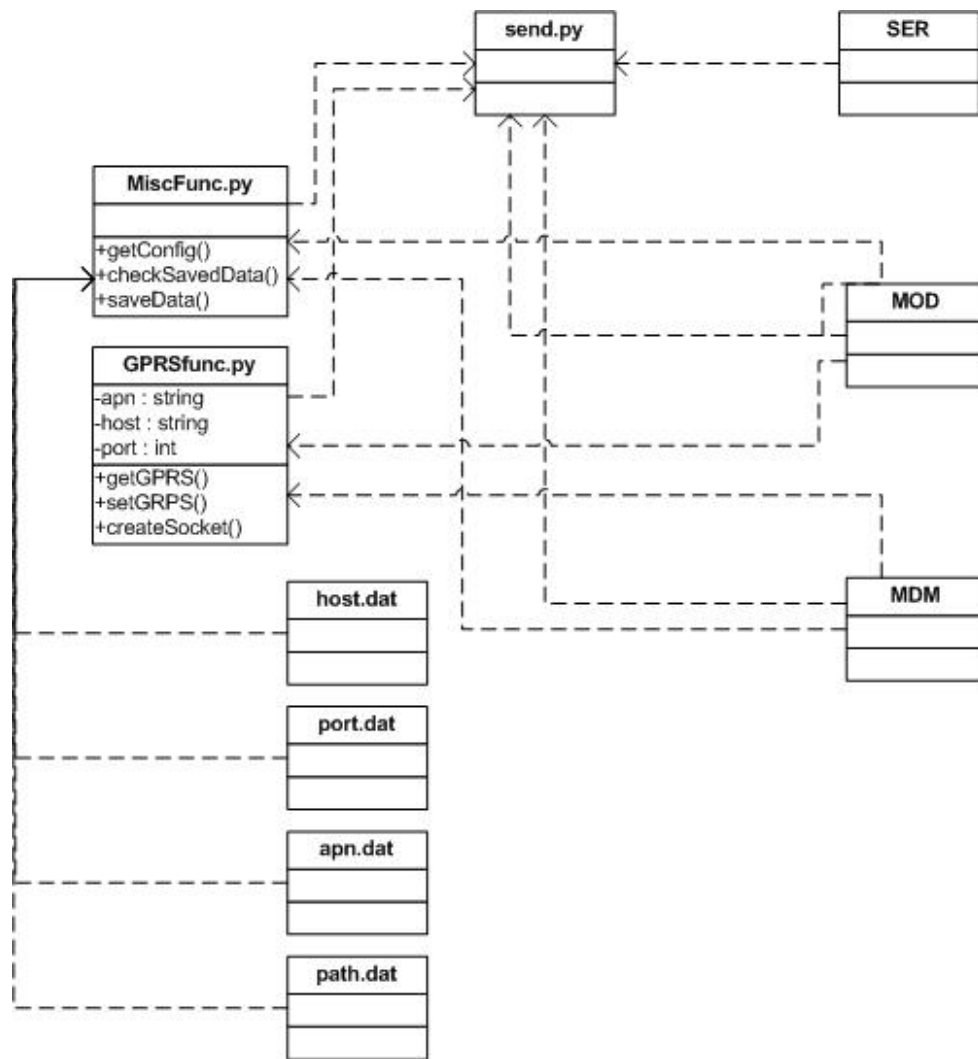 send.py
SER
MiscFunc.py
+getConfig()
+checkSavedData()
+saveData()
MOD
GPRSfunc.py
-apn : string
-host : string
-port : int
+getGPRS()
+setGRPS()
+createSocket()
host.dat
MDM
port.dat
apn.dat
path.dat